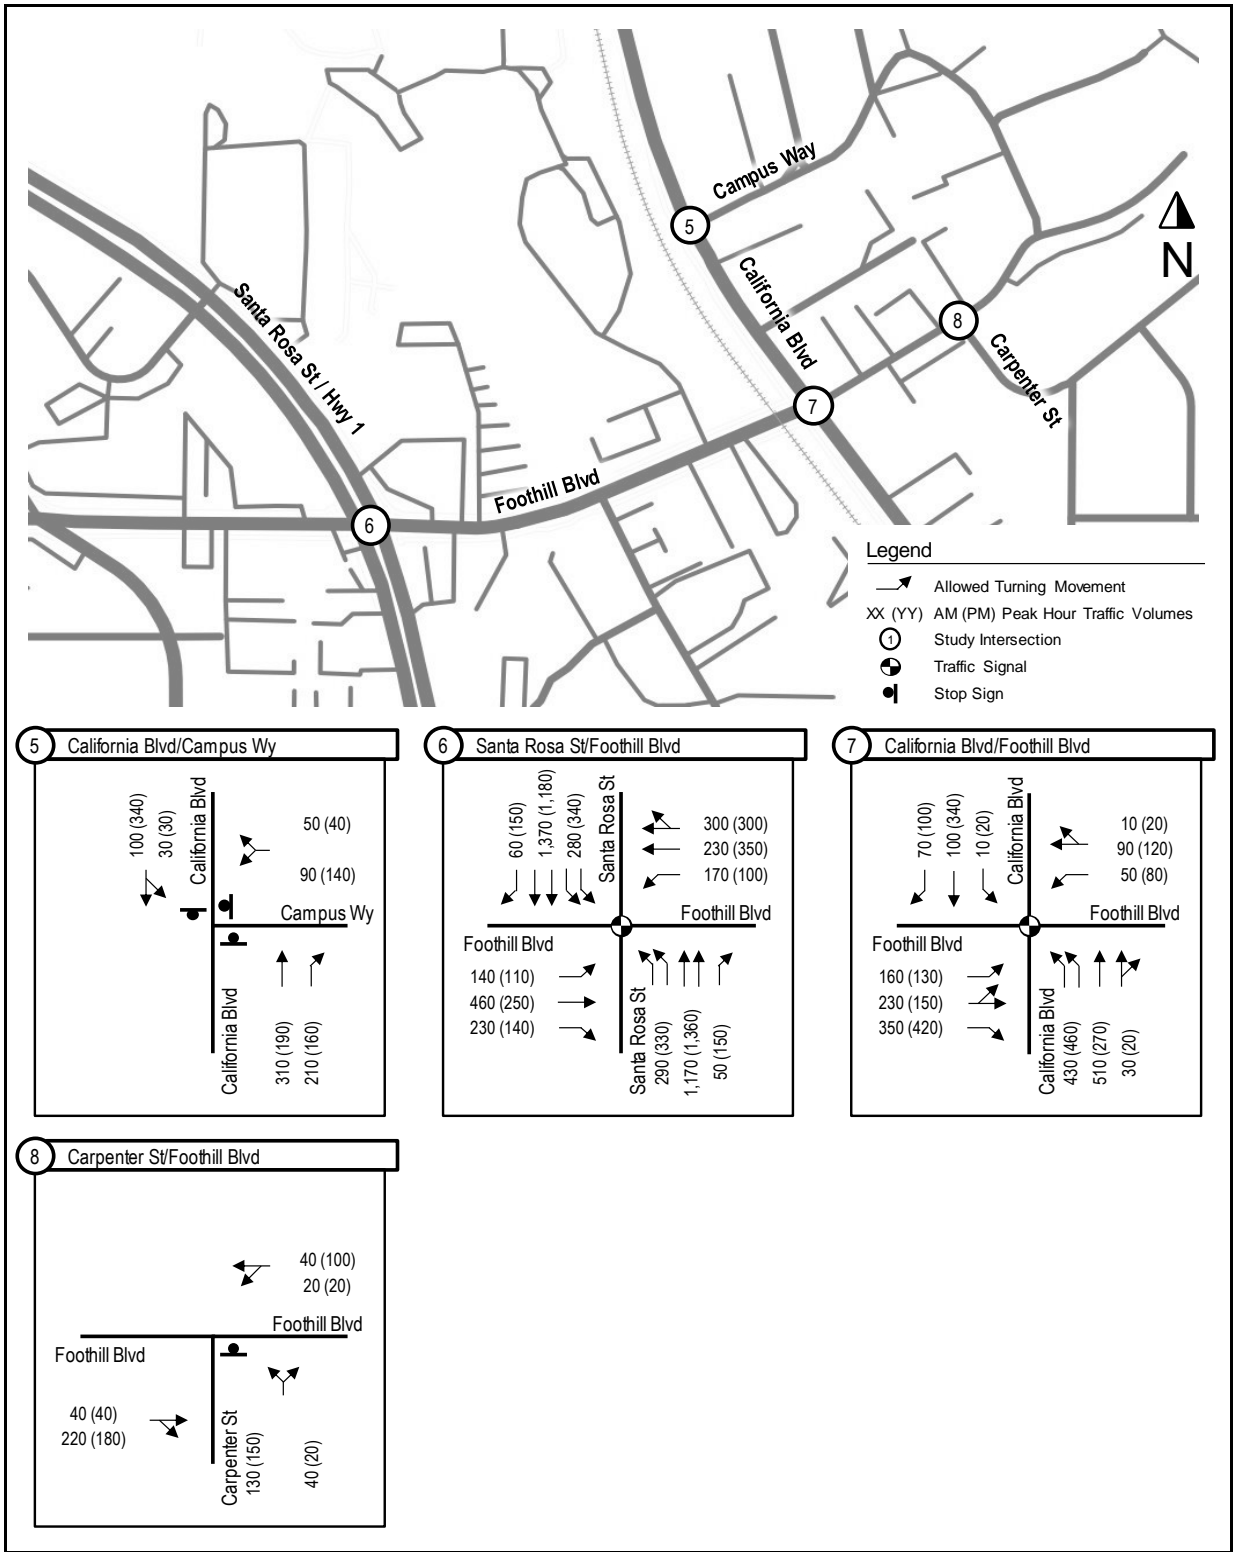 Campus Way
5
N
California Blvd
Santa Rosa St / Hwy 1
8
Carpenter St
7
Foothill Blvd
6
Legend
Allowed Turning Movement
XX (YY) AM (PM) Peak Hour Traffic Volumes
1 Study Intersection
Traffic Signal
Stop Sign
5 California Blvd/Campus Wy
100 (340)
30 (30)
California Blvd
50 (40)
90 (140)
Campus Wy
California Blvd
310 (190)
210 (160)
6 Santa Rosa St/Foothill Blvd
60 (150)
1,370 (1,180)
280 (340)
Santa Rosa St
300 (300)
230 (350)
170 (100)
Foothill Blvd
Foothill Blvd
140 (110)
460 (250)
230 (140)
Santa Rosa St
290 (330)
1,170 (1,360)
50 (150)
7 California Blvd/Foothill Blvd
70 (100)
100 (340)
10 (20)
California Blvd
10 (20)
90 (120)
50 (80)
Foothill Blvd
Foothill Blvd
160 (130)
230 (150)
350 (420)
California Blvd
430 (460)
510 (270)
30 (20)
8 Carpenter St/Foothill Blvd
40 (100)
20 (20)
Foothill Blvd
Foothill Blvd
40 (40)
220 (180)
Carpenter St
130 (150)
40 (20)